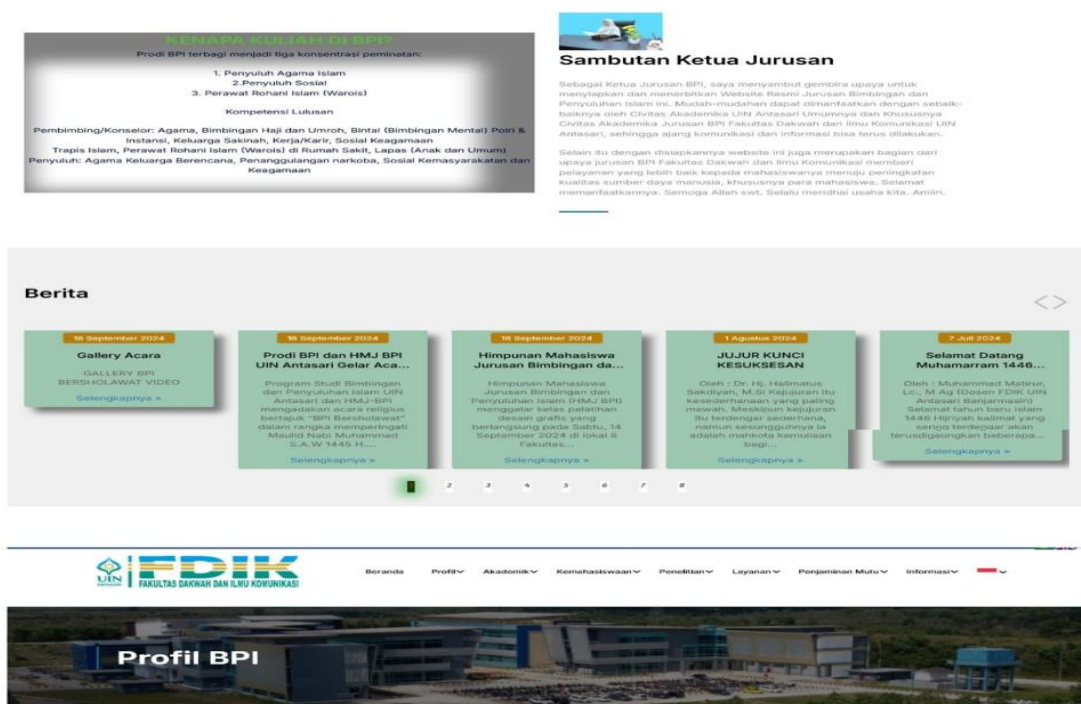 KENAPA KULIAH DI BPI?
Prodi BPI terbagi menjadi tiga konsentrasi peminatan:
1. Penyuluh Agama Islam
2.Penyuluh Sosial
3. Perawat Rohani Islam (Warois)
Kompetensi Lulusan
Pembimbing/Konselor: Agama, Bimbingan Haji dan Umroh, Bintal (Bimbingan Mental) Polri &
Instansi, Keluarga Sakinah, Kerja/Karir, Sosial Keagamaan
Trapis Islam, Perawat Rohani Islam (Warois) di Rumah Sakit, Lapas (Anak dan Umum)
Penyuluh: Agama Keluarga Berencana, Penanggulangan narkoba, Sosial Kemasyarakatan dan
Keagamaan
Sambutan Ketua Jurusan
Sebagai Ketua Jurusan BPI, saya menyambut gembira upaya untuk
menyiapkan dan menerbitkan Website Resmi Jurusan Bimbingan dan
Penyuluhan Islam ini. Mudah-mudahan dapat dimanfaatkan dengan sebaik-
baiknya oleh Civitas Akademika UIN Antasari Umumnya dan Khususnya
Civitas Akademika Jurusan BPI Fakultas Dakwah dan Ilmu Komunikasi UIN
Antasari, sehingga ajang komunikasi dan informasi bisa terus dilakukan.
Selain itu dengan disiapkannya website ini juga merupakan bagian dari
upaya jurusan BPI Fakultas Dakwah dan Ilmu Komunikasi memberi
pelayanan yang lebih baik kepada mahasiswanya menuju peningkatan
kualitas sumber daya manusia, khususnya para mahasiswa. Selamat
memanfaatkannya. Semoga Allah swt. Selalu meridhai usaha kita. Amiin.
Berita
< >
18 September 2024
Gallery Acara
GALLERY BPI
BERSHOLAWAT VIDEO
Selengkapnya »
18 September 2024
Prodi BPI dan HMJ BPI
UIN Antasari Gelar Aca...
Program Studi Bimbingan
dan Penyuluhan Islam UIN
Antasari dan HMJ-BPI
mengadakan acara religius
bertajuk "BPI Bersholawat"
dalam rangka memperingati
Maulid Nabi Muhammad
S.A.W 1445 H....
Selengkapnya »
18 September 2024
Himpunan Mahasiswa
Jurusan Bimbingan da...
Himpunan Mahasiswa
Jurusan Bimbingan dan
Penyuluhan Islam (HMJ BPI)
menggelar kelas pelatihan
desain grafis yang
berlangsung pada Sabtu, 14
September 2024 di lokal II
Fakultas...
Selengkapnya »
1 Agustus 2024
JUJUR KUNCI
KESUKSESAN
Oleh : Dr. Hj. Halimatus
Sakdiyah, M.Si Kejujuran itu
kesederhanaan yang paling
mewah. Meskipun kejujuran
itu terdengar sederhana,
namun sesungguhnya ia
adalah mahkota kemuliaan
bagi...
Selengkapnya »
7 Juli 2024
Selamat Datang
Muhamarram 1446...
Oleh : Muhammad Mabrur,
Lc., M Ag (Dosen FDIK UIN
Antasari Banjarmasin)
Selamat tahun baru Islam
1446 Hijriyah kalimat yang
sering terdengar akan
terusdigaungkan beberapa...
Selengkapnya »
2 3 4 5 6 7 8
UIN
ANTASARI
FDIK
FAKULTAS DAKWAH DAN ILMU KOMUNIKASI
Beranda Profil Akademik Kemahasiswaan Penelitian Layanan Penjaminan Mutu Informasi
Profil BPI